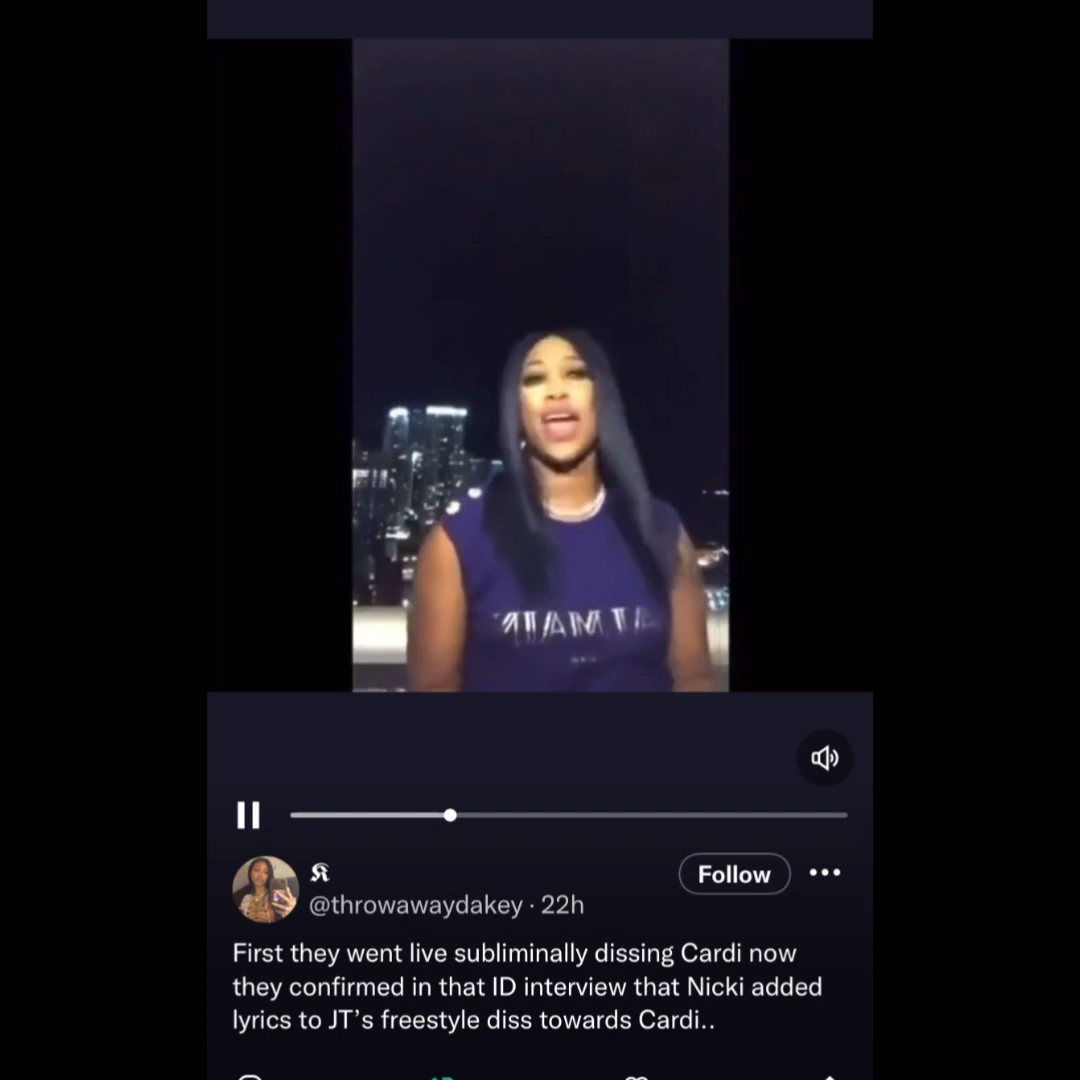 𝕶
@throwawaydakey · 22h
Follow
First they went live subliminally dissing Cardi now
they confirmed in that ID interview that Nicki added
lyrics to JT’s freestyle diss towards Cardi..